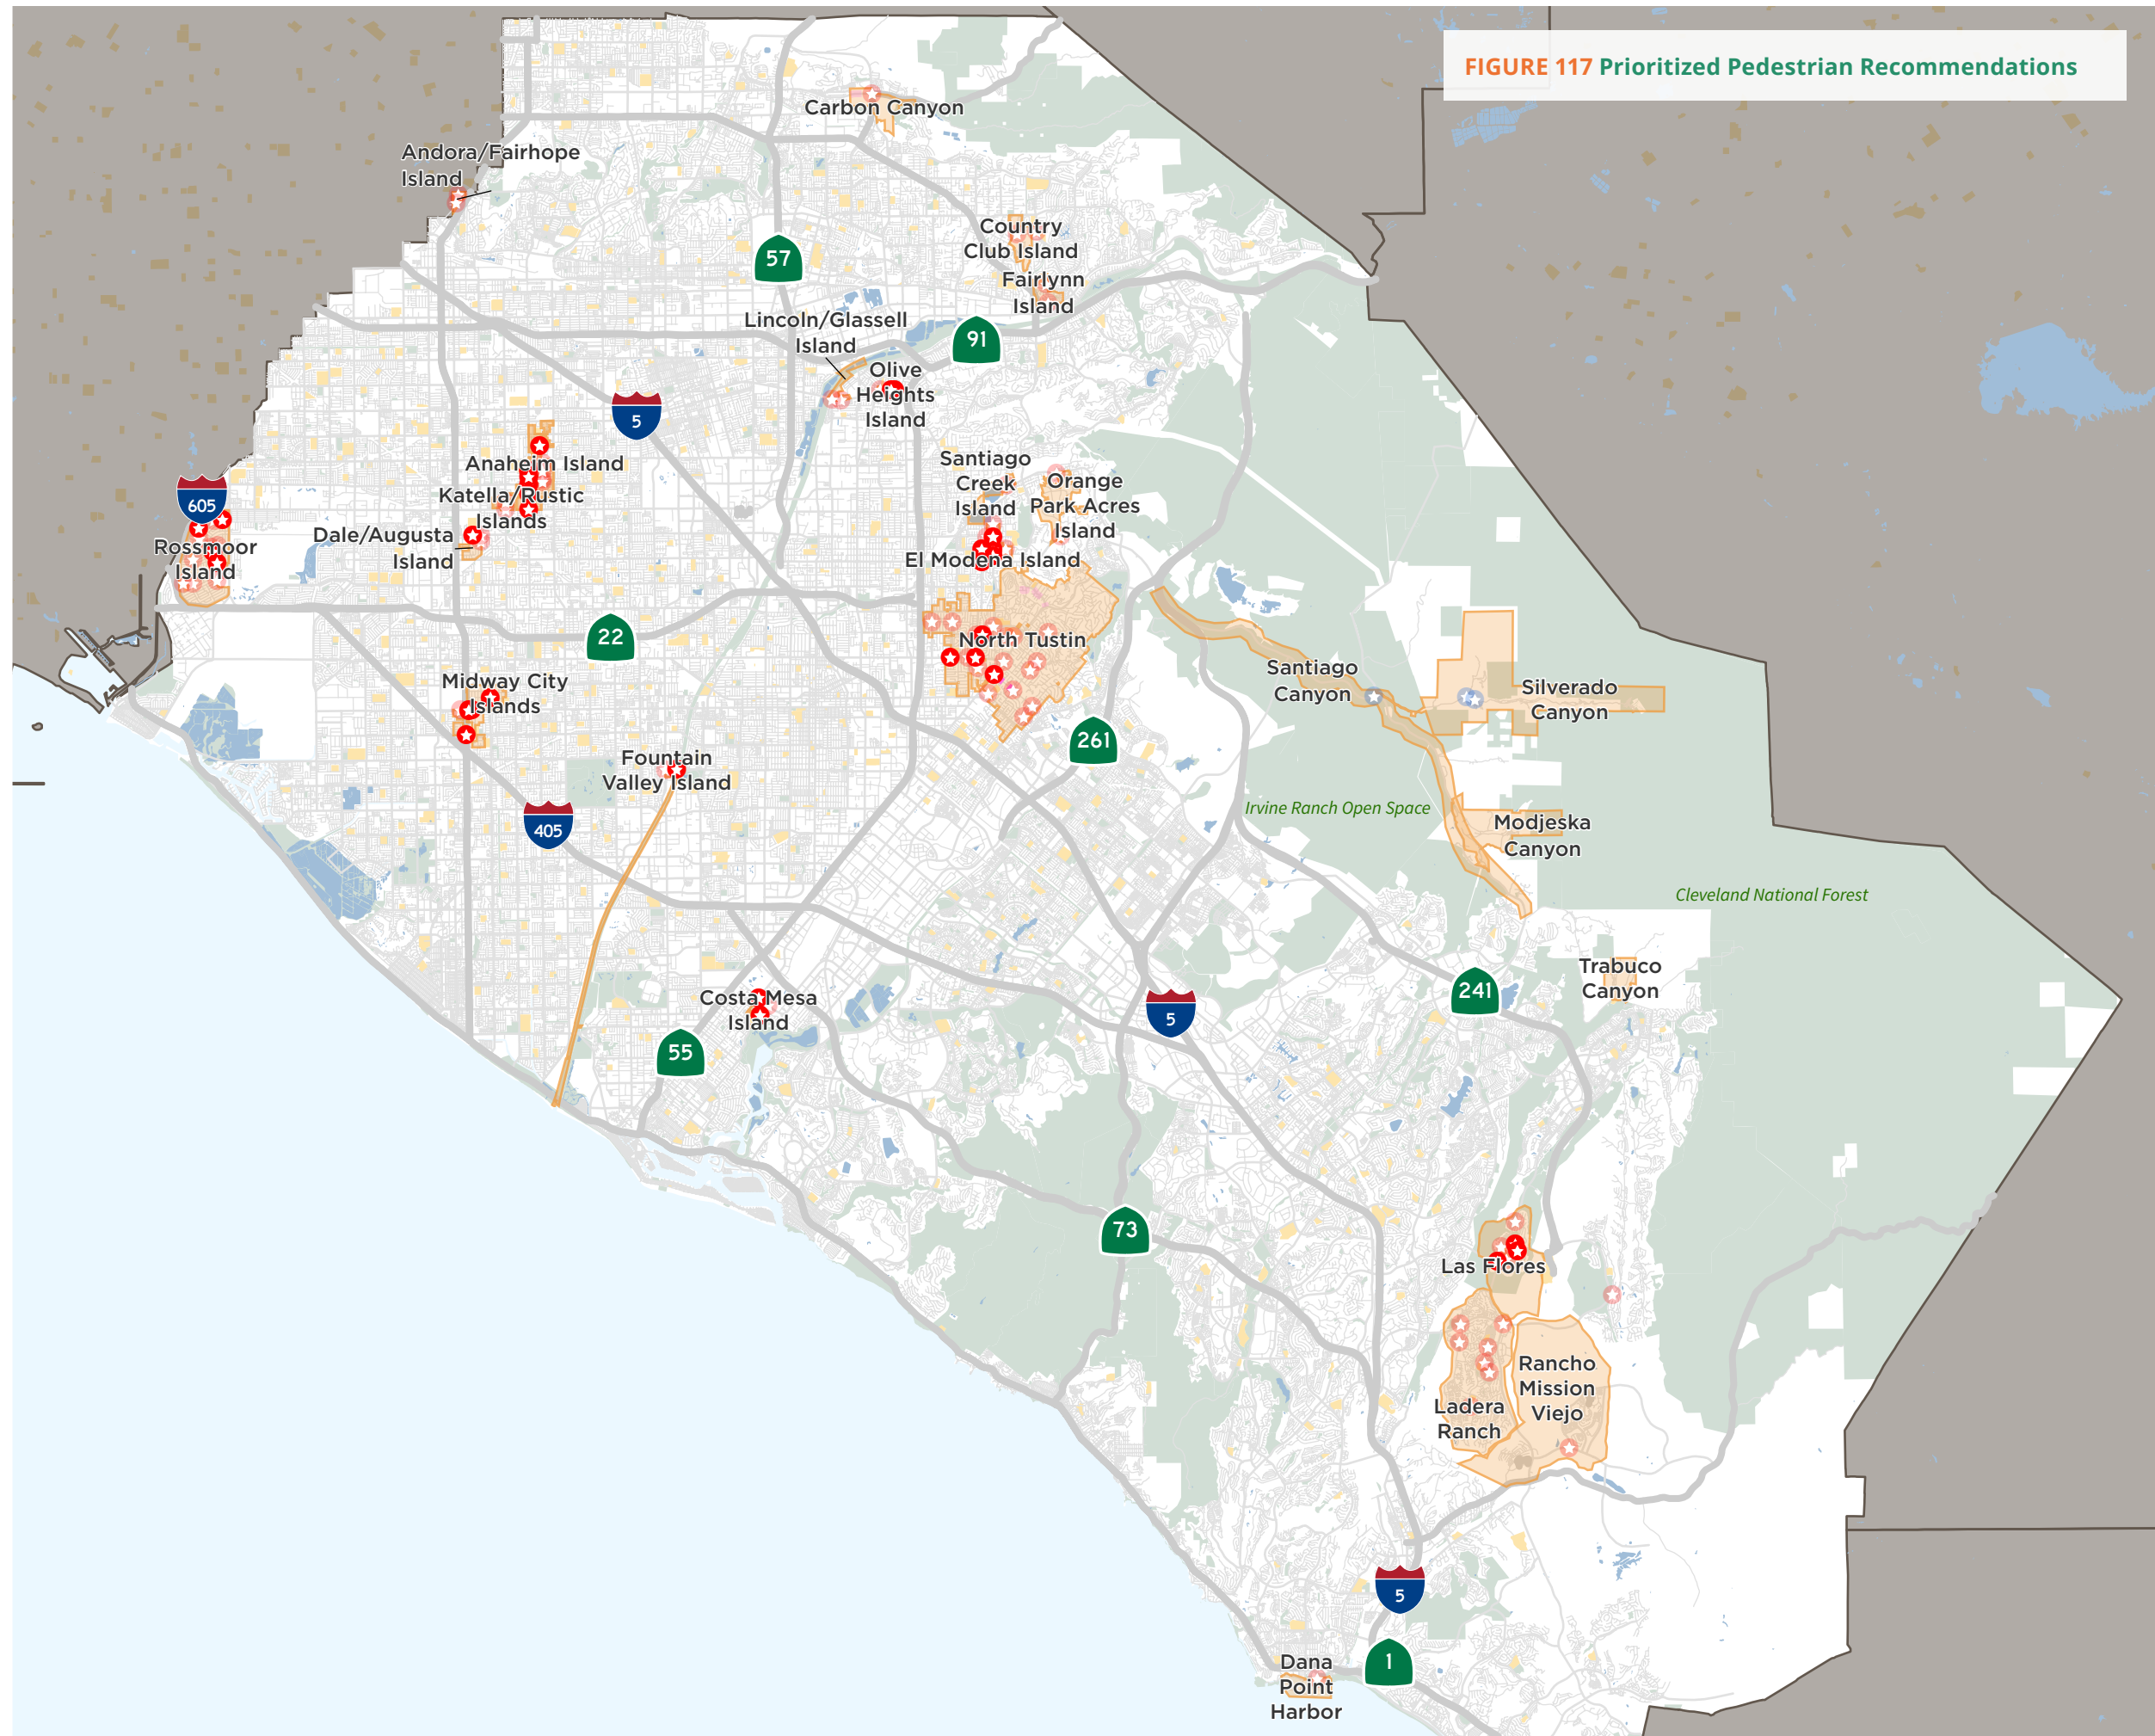 FIGURE 117 Prioritized Pedestrian Recommendations
Carbon Canyon
Andora/Fairhope
Island
Country
Club Island
57
Fairlynn
Island
Lincoln/Glassell
Island
91
Olive
Heights
Island
5
Anaheim Island
Santiago
Creek
Island
Orange
Park Acres
Island
Katella/Rustic
Islands
605
Dale/Augusta
Island
Rossmoor
Island
El Modena Island
22
North Tustin
Santiago
Canyon
Silverado
Canyon
Midway City
Islands
261
Fountain
Valley Island
Irvine Ranch Open Space
405
Modjeska
Canyon
Cleveland National Forest
Trabuco
Canyon
241
Costa Mesa
Island
5
55
73
Las Flores
Rancho
Mission
Viejo
Ladera
Ranch
5
1
Dana
Point
Harbor